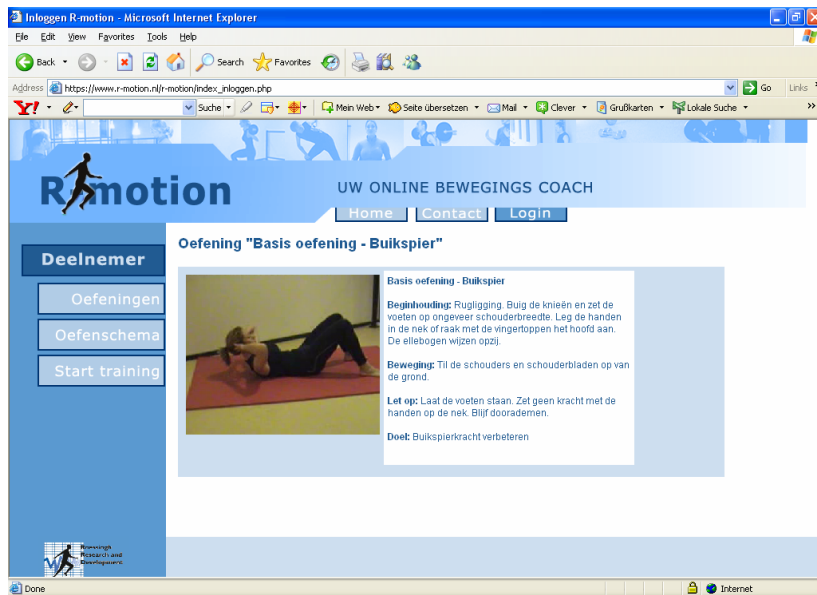 Inloggen R-motion - Microsoft Internet Explorer
File Edit View Favorites Tools Help
Back Search Favorites
Address https://www.r-motion.nl/r-motion/index_inloggen.php Go Links
Y! Suche Mein Web Seite übersetzen Mail Clever Grußkarten Lokale Suche »
R-motion
UW ONLINE BEWEGINGS COACH
Home Contact Login
Deelnemer
Oefeningen
Oefenschema
Start training
Oefening "Basis oefening - Buikspier"
Basis oefening - Buikspier
Beginhouding: Rugligging. Buig de knieën en zet de
voeten op ongeveer schouderbreedte. Leg de handen
in de nek of raak met de vingertoppen het hoofd aan.
De ellebogen wijzen opzij.
Beweging: Til de schouders en schouderbladen op van
de grond.
Let op: Laat de voeten staan. Zet geen kracht met de
handen op de nek. Blijf doorademen.
Doel: Buikspierkracht verbeteren
Roessingh
Research and
Development
Done Internet